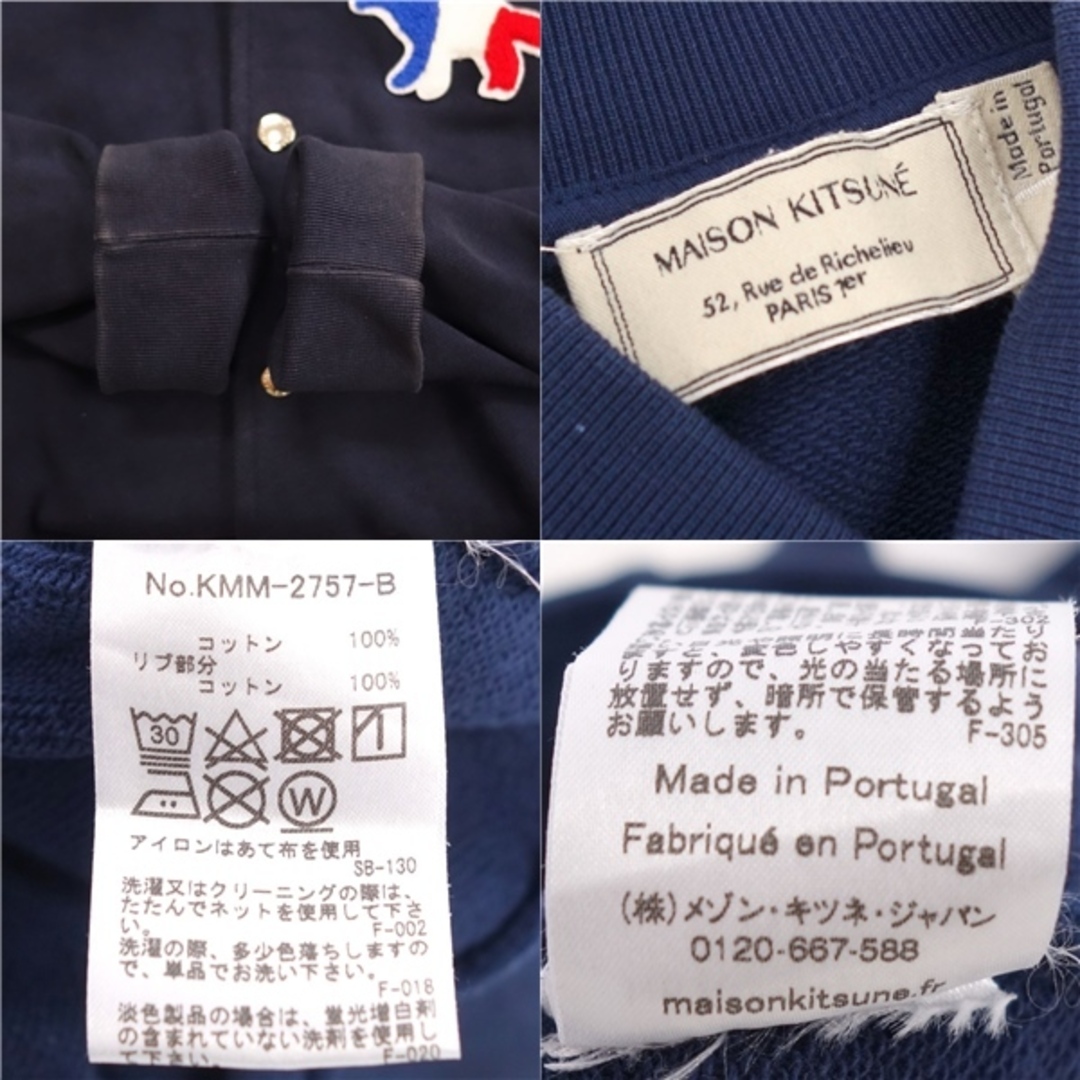 MAISON KITSUNÉ
52, Rue de Richelieu
PARIS 1er
Made in
Portugal
No.KMM-2757-B
コットン 100%
リブ部分
コットン 100%
30
W
アイロンはあて布を使用
SB-130
洗濯又はクリーニングの際は、
たたんでネットを使用して下さ
い。 F-002
洗濯の際、多少色落ちしますの
で、単品でお洗い下さい。
F-018
淡色製品の場合は、蛍光増白剤
の含まれていない洗剤を使用し
て下さい。 F-020
りますので、光の当たる場所に
放置せず、暗所で保管するよう
お願いします。 F-305
Made in Portugal
Fabriqué en Portugal
(株)メゾン・キツネ・ジャパン
0120-667-588
maisonkitsune.fr